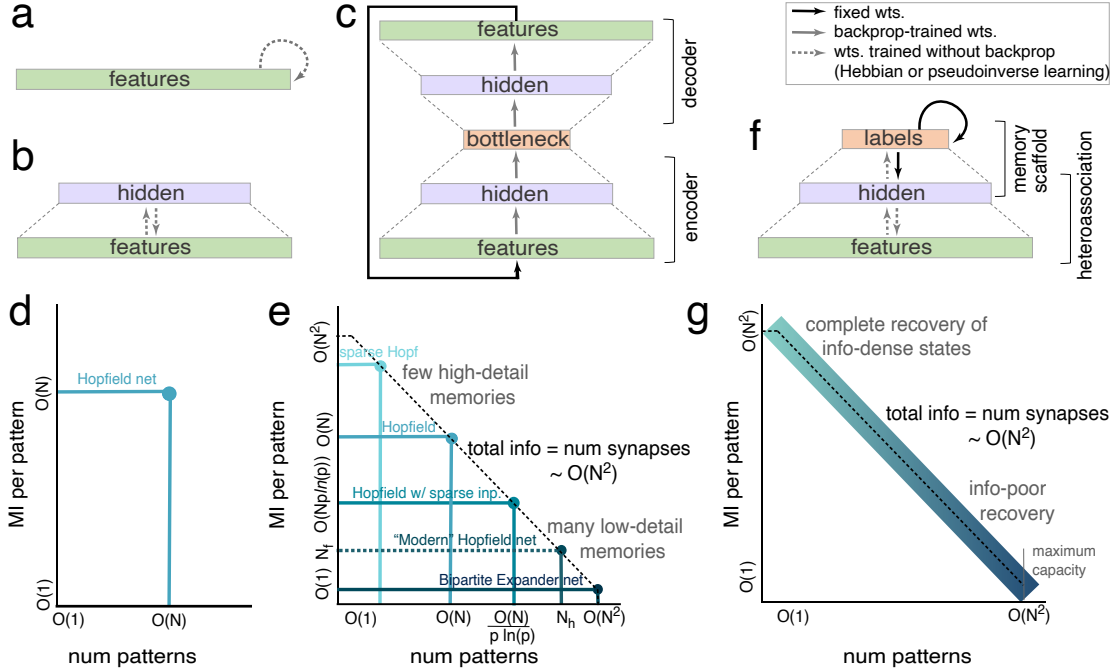 a
features
b
hidden
features
c
features
hidden
bottleneck
hidden
features
decoder
encoder
fixed wts.
backprop-trained wts.
wts. trained without backprop
(Hebbian or pseudoinverse learning)
f
labels
hidden
features
memory
scaffold
heteroassociation
d
MI per pattern
O(N)
O(1)
Hopfield net
O(1)
O(N)
num patterns
e
MI per pattern
O(N²)
O(N)
O(Np/ln(p))
N_f
O(1)
sparse Hopf
few high-detail
memories
Hopfield
total info = num synapses
~ O(N²)
Hopfield w/ sparse inp.
many low-detail
memories
“Modern” Hopfield net
Bipartite Expander net
O(1)
O(N)
O(N)
p ln(p)
N_h
O(N²)
num patterns
g
MI per pattern
O(N²)
O(1)
complete recovery of
info-dense states
total info = num synapses
~ O(N²)
info-poor
recovery
maximum
capacity
O(1)
O(N²)
num patterns